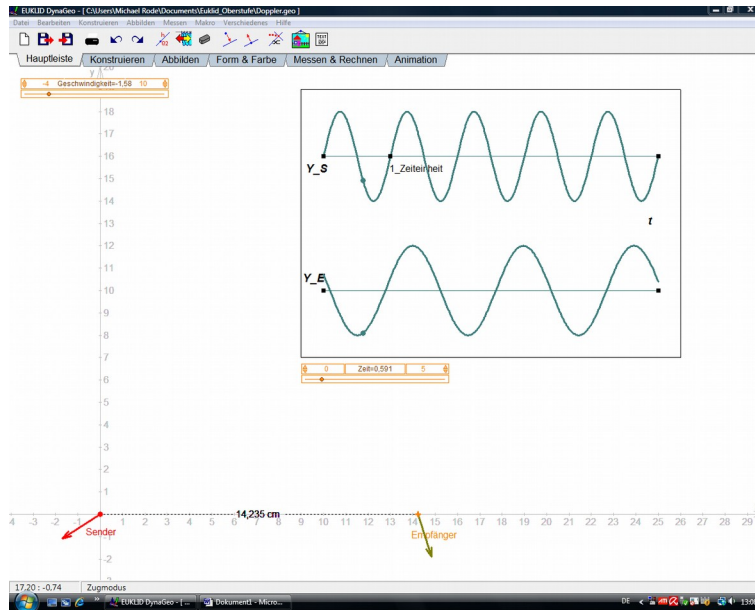 EUKLID DynaGeo - [ C:\Users\Michael Rode\Documents\Euklid_Oberstufe\Doppler.geo ]
Datei Bearbeiten Konstruieren Abbilden Messen Makro Verschiedenes Hilfe
Hauptleiste Konstruieren Abbilden Form & Farbe Messen & Rechnen Animation
y 20
-4 Geschwindigkeit=-1,58 10
18
17
16
15
14
13
12
11
10
9
8
7
6
5
4
3
2
1
-2
Y_S
1_Zeiteinheit
t
Y_E
0 Zeit=0,591 5
14,235 cm
4 -3 -2 1 2 3 4 5 6 7 8 9 10 11 12 13 14 15 16 17 18 19 20 21 22 23 24 25 26 27 28 29
Sender
Empfänger
17,20 : -0,74 Zugmodus
EUKLID DynaGeo - [ ... Dokument1 - Micro... DE 13:00